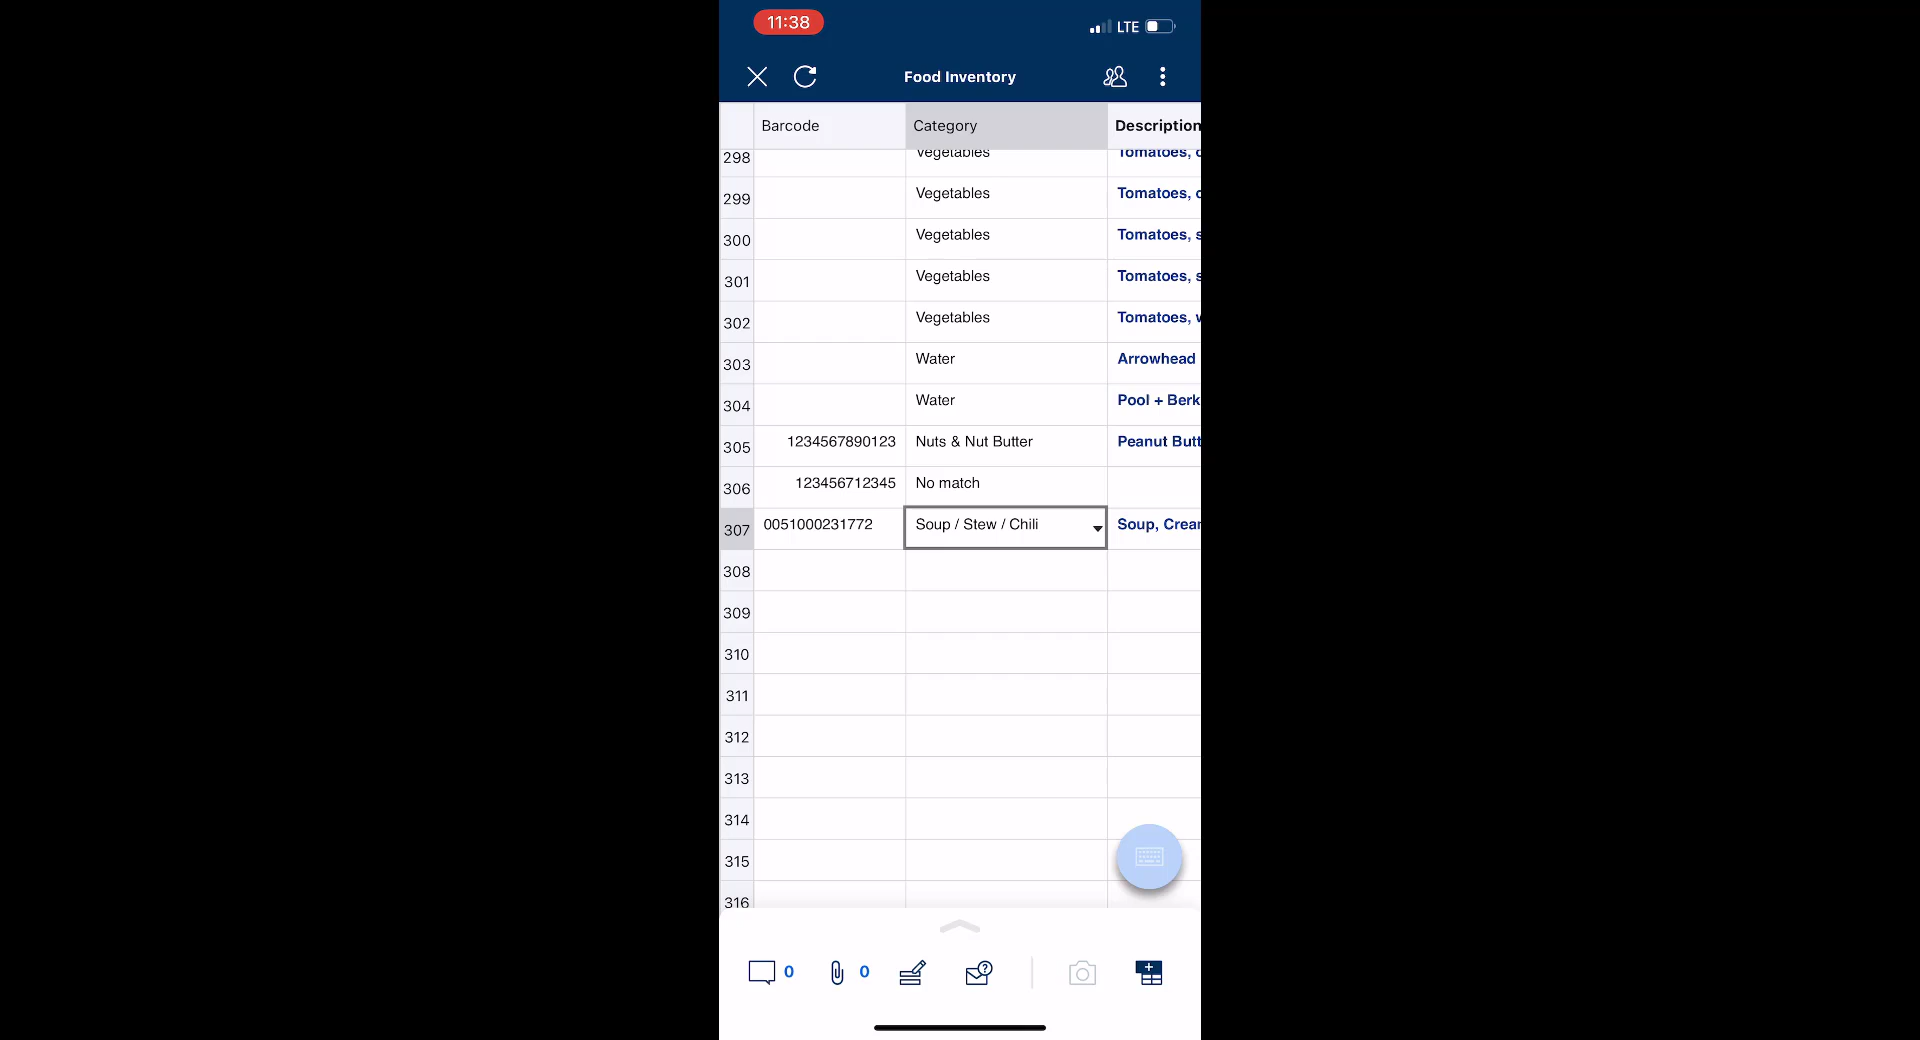 11:38
LTE
Food Inventory
Barcode Category Description
298 Vegetables Tomatoes,
299 Vegetables Tomatoes,
300 Vegetables Tomatoes, s
301 Vegetables Tomatoes, s
302 Vegetables Tomatoes,
303 Water Arrowhead
304 Water Pool + Berk
305 1234567890123 Nuts & Nut Butter Peanut Butt
306 123456712345 No match
307 0051000231772 Soup / Stew / Chili Soup, Crear
308
309
310
311
312
313
314
315
316
0 0